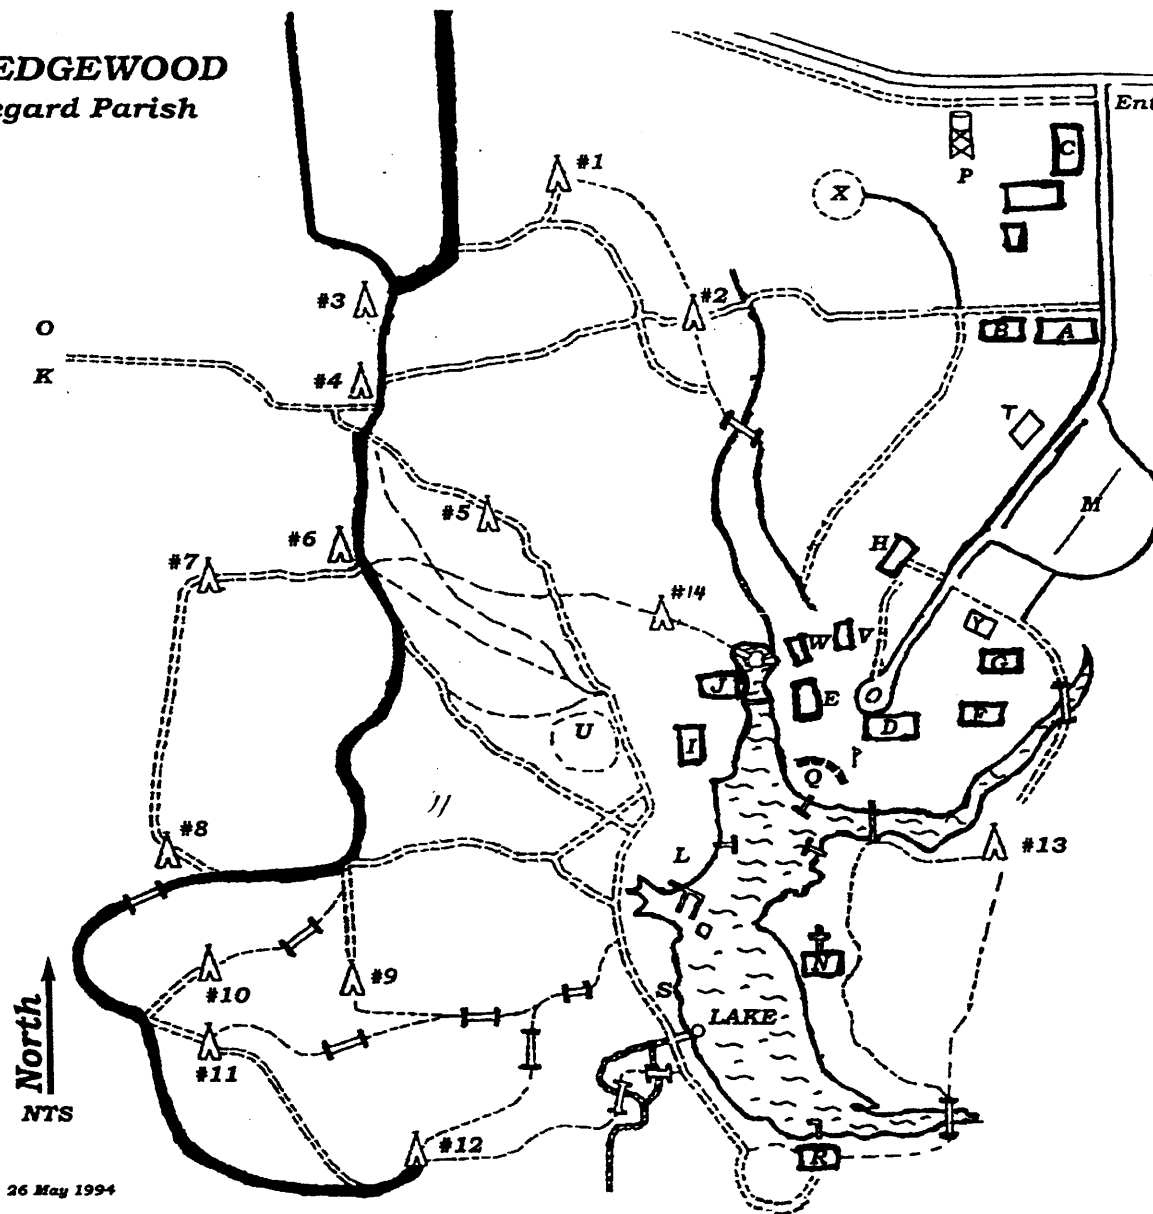 EDGEWOOD
egard Parish
Ent
C
P
#1
X
#3
#2
O
K
B
A
#4
T
M
#5
#6
H
#7
#14
W
V
Y
G
J
E
O
F
D
U
I
Q
#8
L
#13
#10
#9
N
S
LAKE
North
#11
NTS
#12
R
26 May 1994